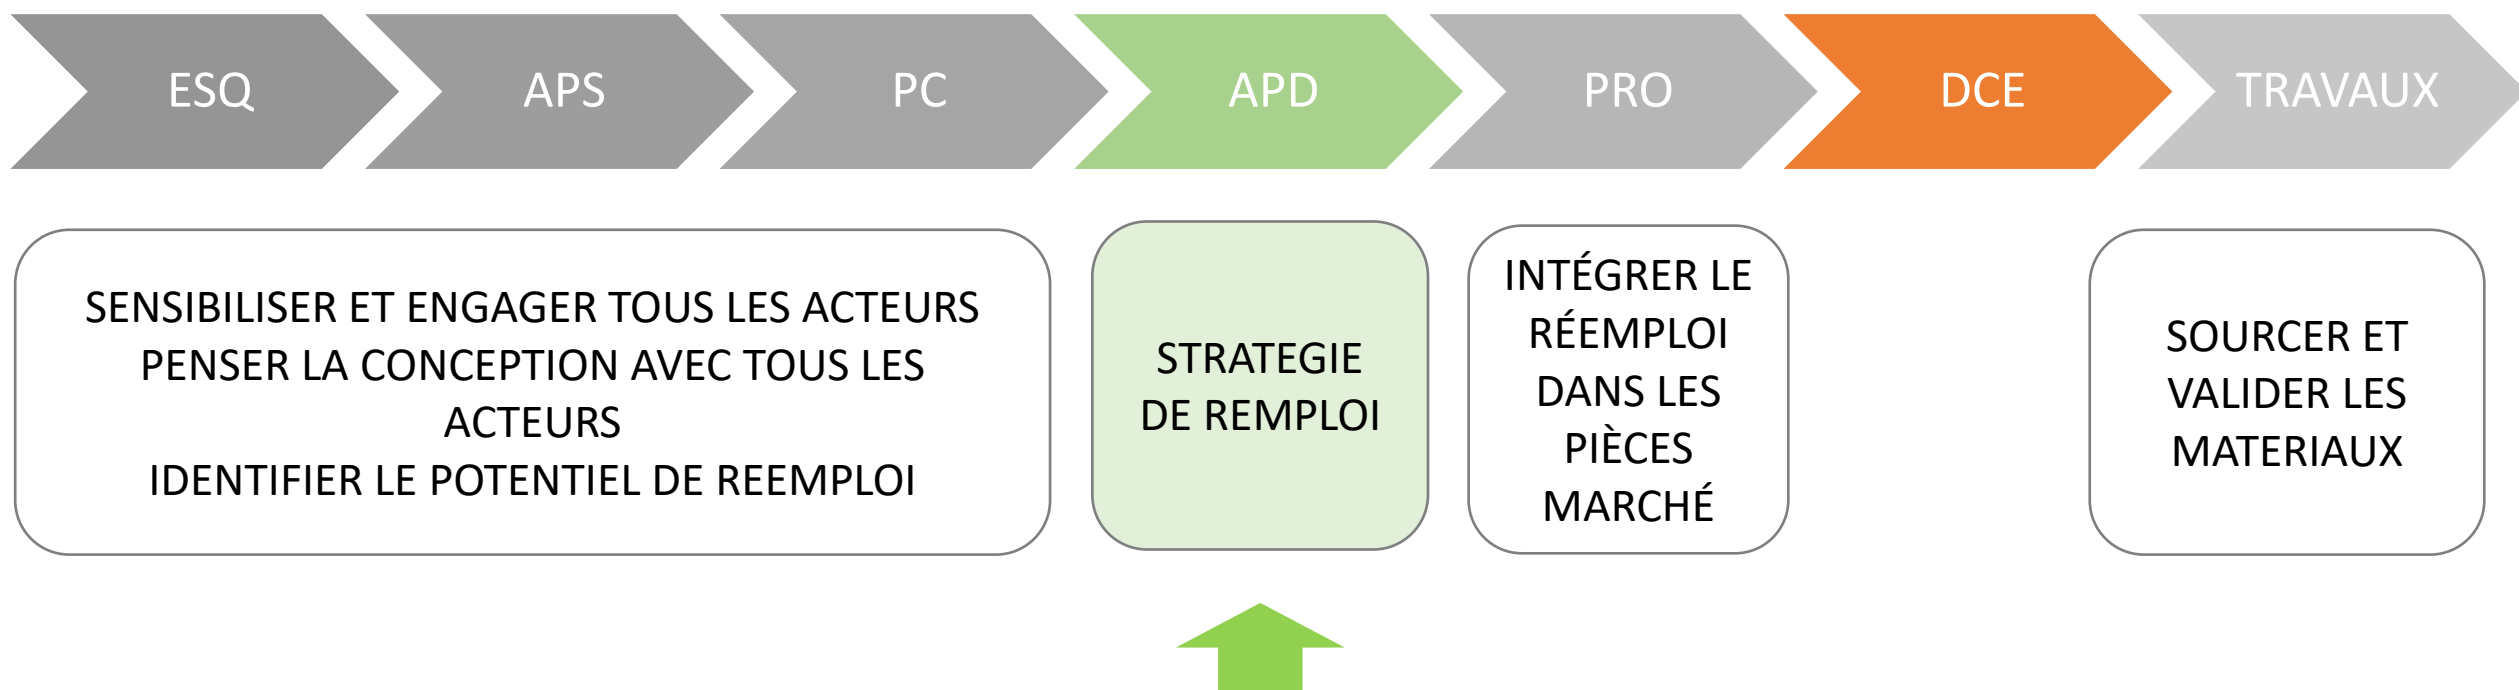 ESQ
APS
PC
APD
PRO
DCE
TRAVAUX
SENSIBILISER ET ENGAGER TOUS LES ACTEURS
PENSER LA CONCEPTION AVEC TOUS LES
ACTEURS
IDENTIFIER LE POTENTIEL DE REEMPLOI
STRATEGIE
DE REMPLOI
INTÉGRER LE
RÉEMPLOI
DANS LES
PIÈCES
MARCHÉ
SOURCER ET
VALIDER LES
MATERIAUX